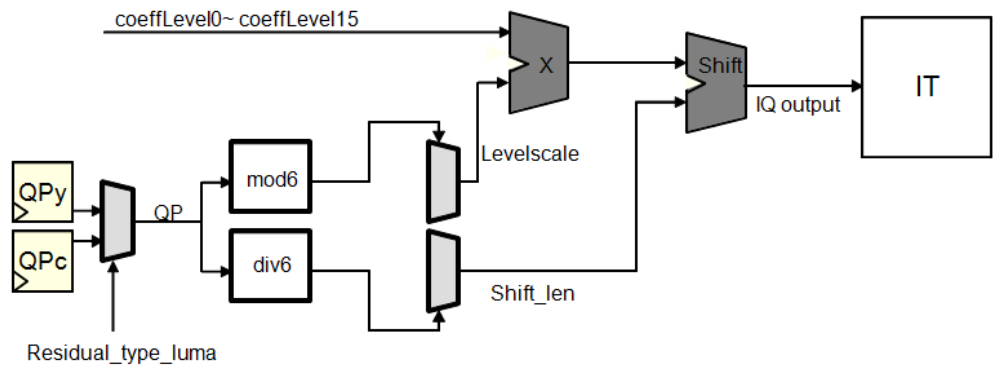 coeffLevel0~ coeffLevel15
X
Shift
IT
IQ output
Levelscale
mod6
QPy
QP
QPc
div6
Shift_len
Residual_type_luma